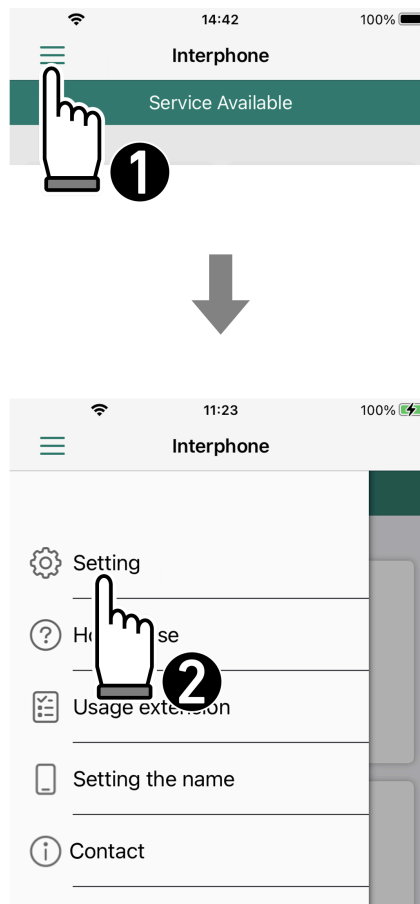 14:42 100%
Interphone
Service Available
1
11:23 100%
Interphone
Setting
H se
2
Usage extension
Setting the name
Contact